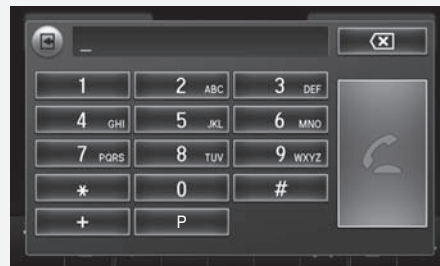 _
1 2 ABC 3 DEF
4 GHI 5 JKL 6 MNO
7 PQRS 8 TUV 9 WXYZ
* 0 #
+ P